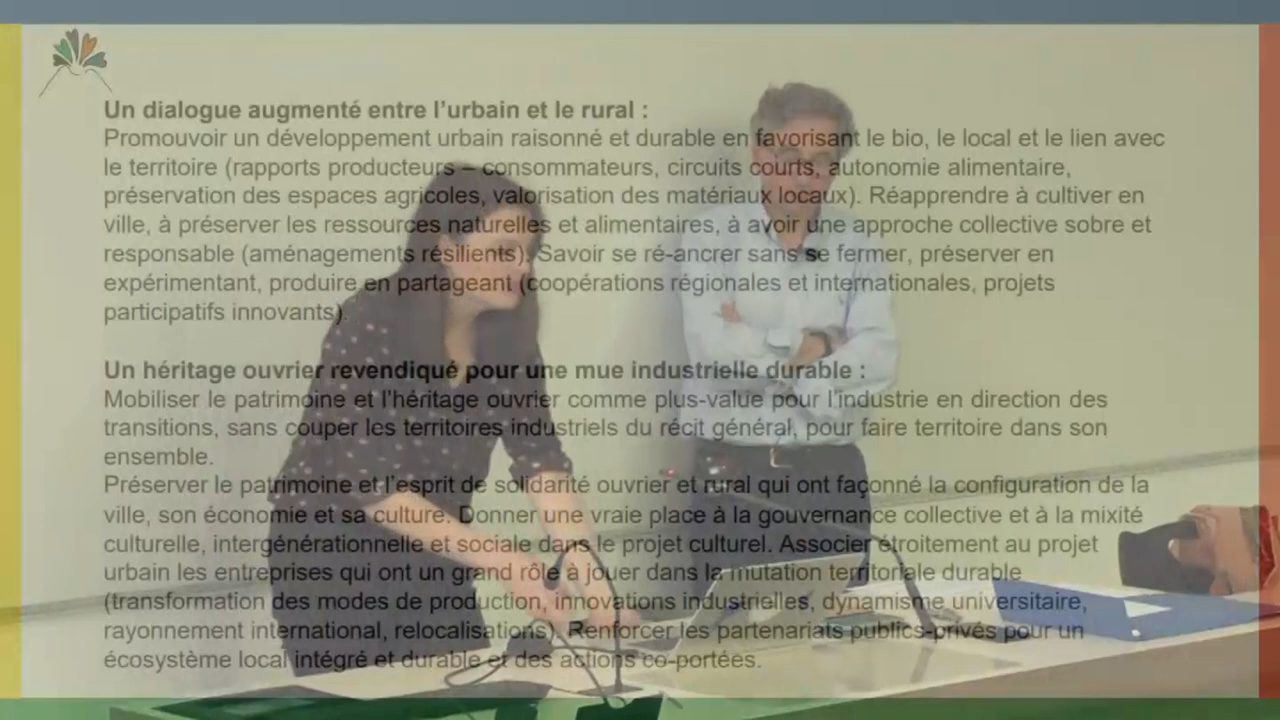 Un dialogue augmenté entre l'urbain et le rural :
Promouvoir un développement urbain raisonné et durable en favorisant le bio, le local et le lien avec
le territoire (rapports producteurs – consommateurs, circuits courts, autonomie alimentaire,
préservation des espaces agricoles, valorisation des matériaux locaux). Réapprendre à cultiver en
ville, à préserver les ressources naturelles et alimentaires, à avoir une approche collective sobre et
responsable (aménagements résilients). Savoir se ré-ancrer sans se fermer, préserver en
expérimentant, produire en partageant (coopérations régionales et internationales, projets
participatifs innovants).
Un héritage ouvrier revendiqué pour une mue industrielle durable :
Mobiliser le patrimoine et l'héritage ouvrier comme plus-value pour l'industrie en direction des
transitions, sans couper les territoires industriels du récit général, pour faire territoire dans son
ensemble.
Préserver le patrimoine et l'esprit de solidarité ouvrier et rural qui ont façonné la configuration de la
ville, son économie et sa culture. Donner une vraie place à la gouvernance collective et à la mixité
culturelle, intergénérationnelle et sociale dans le projet culturel. Associer étroitement au projet
urbain les entreprises qui ont un grand rôle à jouer dans la mutation territoriale durable
(transformation des modes de production, innovations industrielles, dynamisme universitaire,
rayonnement international, relocalisations). Renforcer les partenariats publics-privés pour un
écosystème local intégré et durable et des actions co-portées.